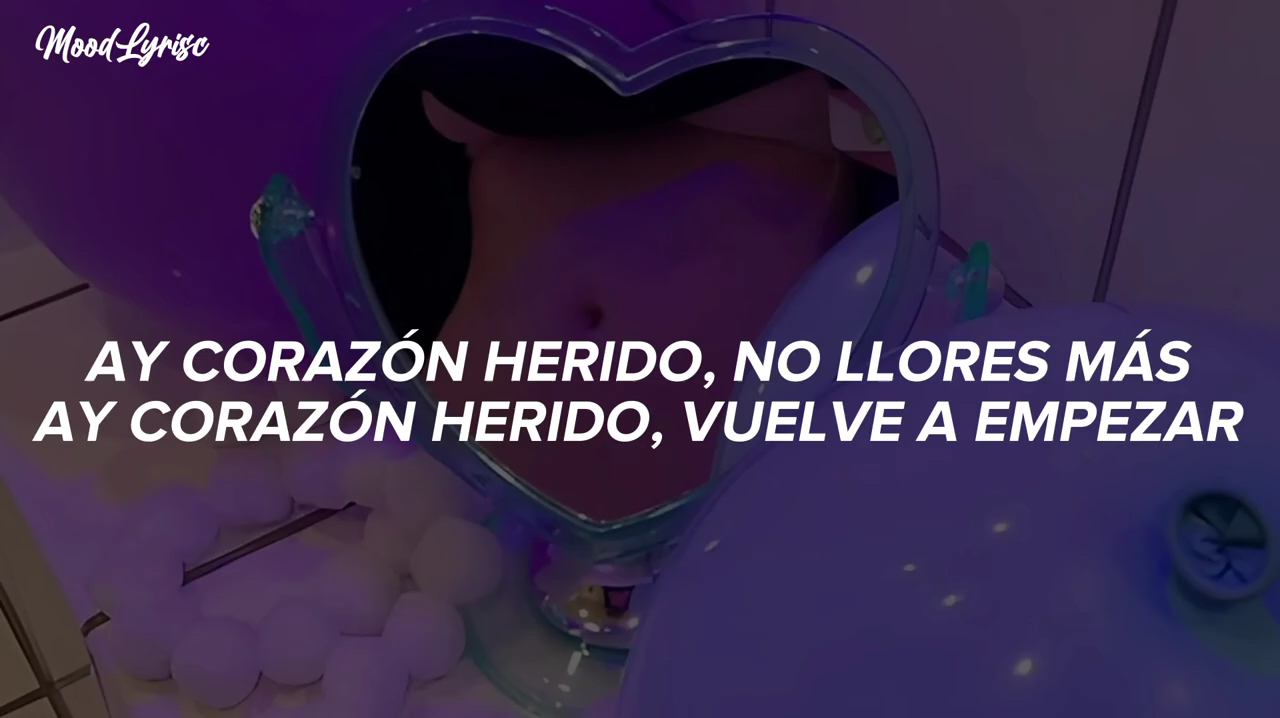 MoodLyrisc
AY CORAZÓN HERIDO, NO LLORES MÁS
AY CORAZÓN HERIDO, VUELVE A EMPEZAR